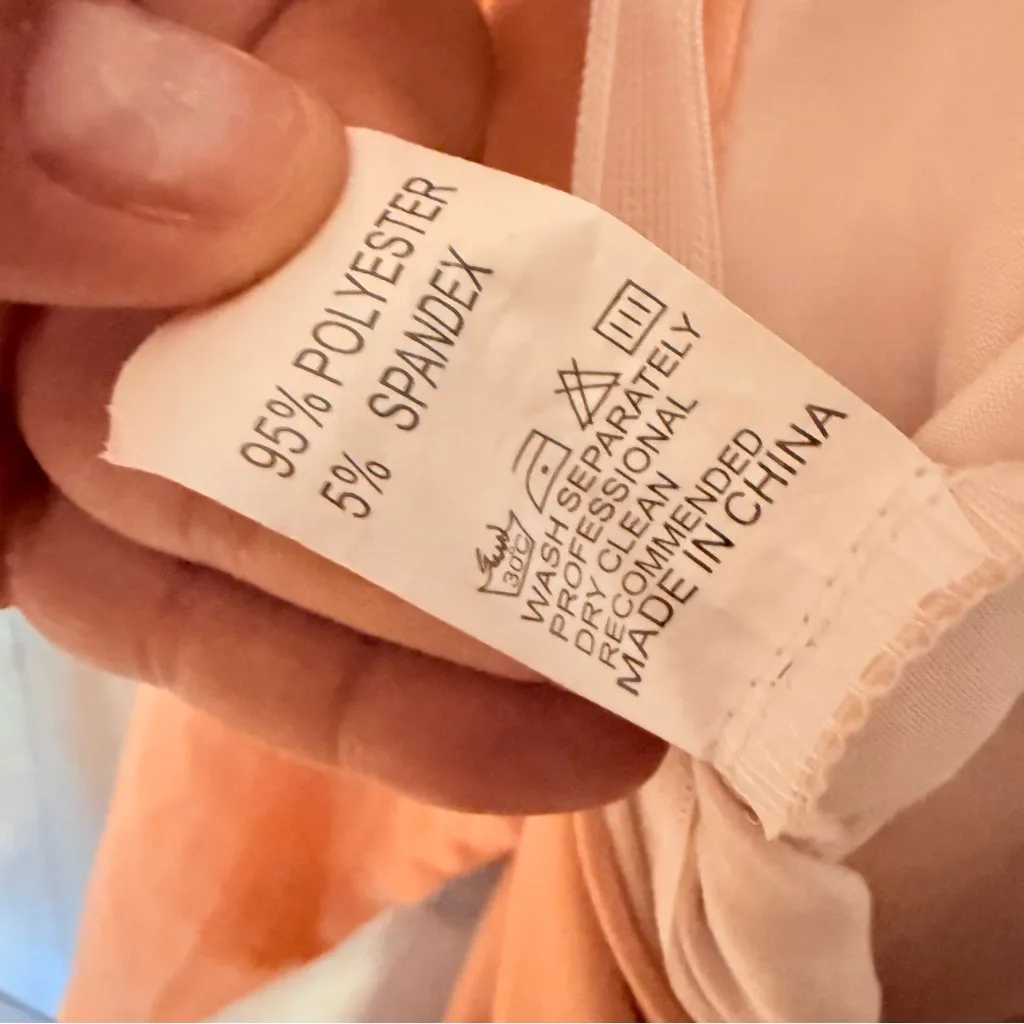 95% POLYESTER
5% SPANDEX
30°C
WASH SEPARATELY
PROFESSIONAL
DRY CLEAN
RECOMMENDED
MADE IN CHINA